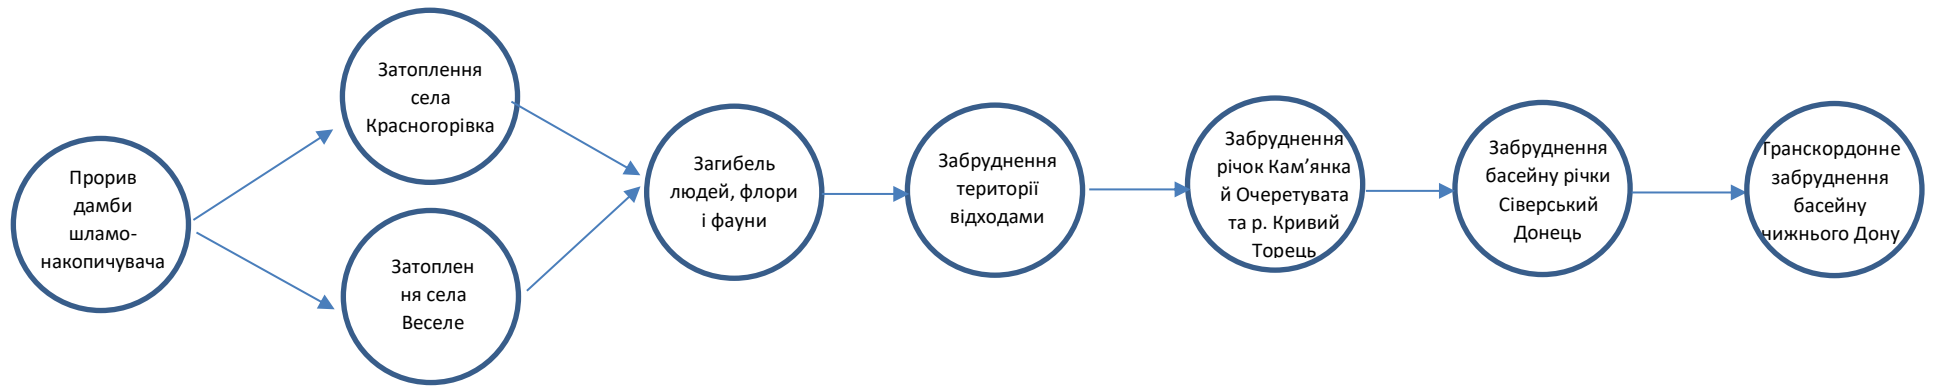 Прорив
дамби
шламо-
накопичувача
Затоплення
села
Красногорівка
Затоплен
ня села
Веселе
Загибель
людей, флори
і фауни
Забруднення
території
відходами
Забруднення
річок Кам’янка
й Очеретувата
та р. Кривий
Торець
Забруднення
басейну річки
Сіверський
Донець
Транскордонне
забруднення
басейну
нижнього Дону